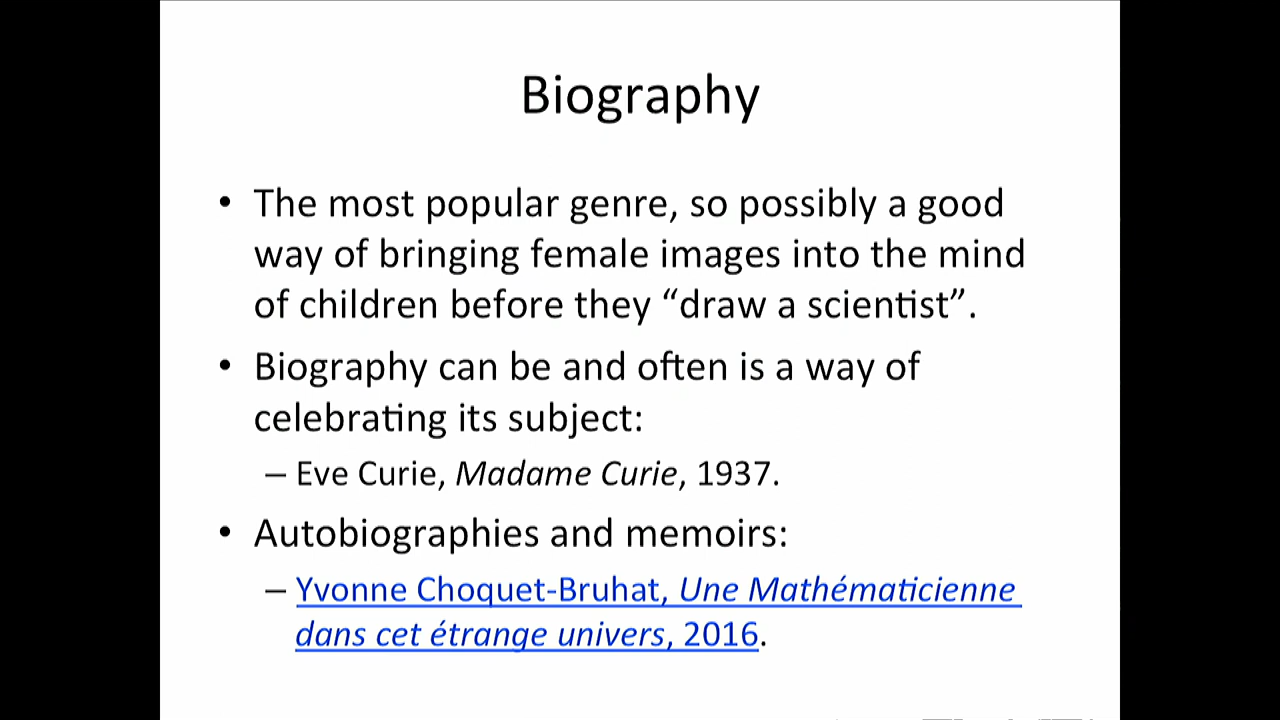 Biography
• The most popular genre, so possibly a good
way of bringing female images into the mind
of children before they “draw a scientist”.
• Biography can be and often is a way of
celebrating its subject:
– Eve Curie, Madame Curie, 1937.
• Autobiographies and memoirs:
– Yvonne Choquet-Bruhat, Une Mathématicienne
dans cet étrange univers, 2016.